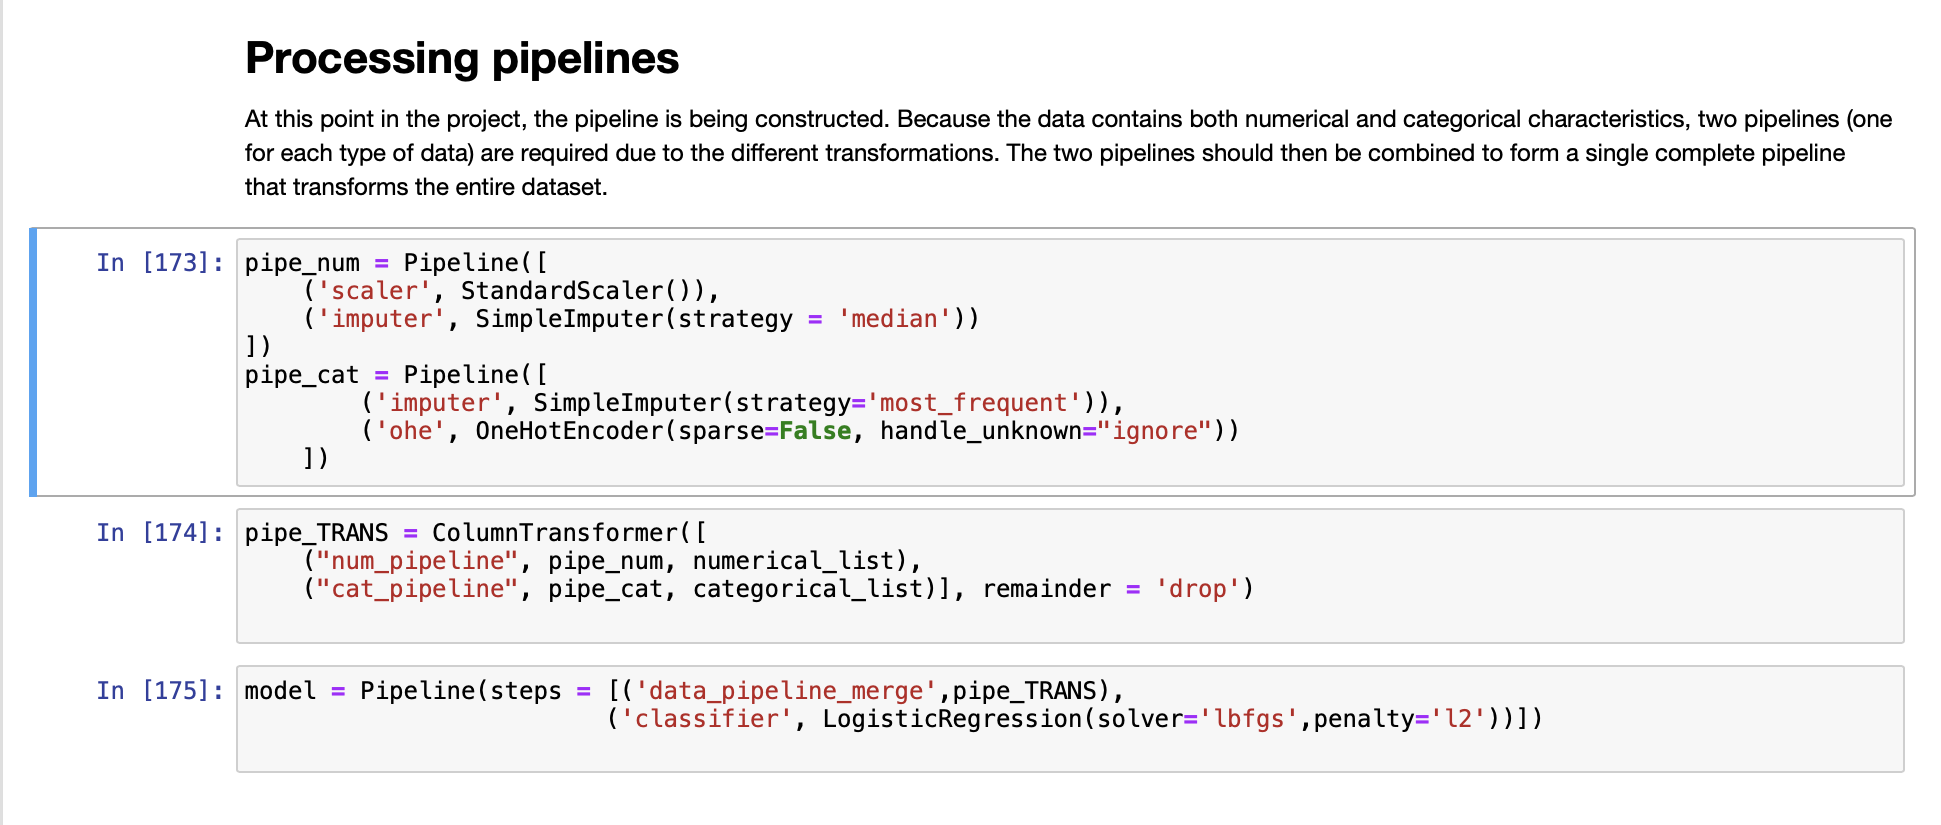 Processing pipelines
At this point in the project, the pipeline is being constructed. Because the data contains both numerical and categorical characteristics, two pipelines (one
for each type of data) are required due to the different transformations. The two pipelines should then be combined to form a single complete pipeline
that transforms the entire dataset.
In [173]: pipe_num = Pipeline([
    ('scaler', StandardScaler()),
    ('imputer', SimpleImputer(strategy = 'median'))
])
pipe_cat = Pipeline([
        ('imputer', SimpleImputer(strategy='most_frequent')),
        ('ohe', OneHotEncoder(sparse=False, handle_unknown="ignore"))
    ])
In [174]: pipe_TRANS = ColumnTransformer([
    ("num_pipeline", pipe_num, numerical_list),
    ("cat_pipeline", pipe_cat, categorical_list)], remainder = 'drop')
In [175]: model = Pipeline(steps = [('data_pipeline_merge',pipe_TRANS),
                         ('classifier', LogisticRegression(solver='lbfgs',penalty='l2'))])